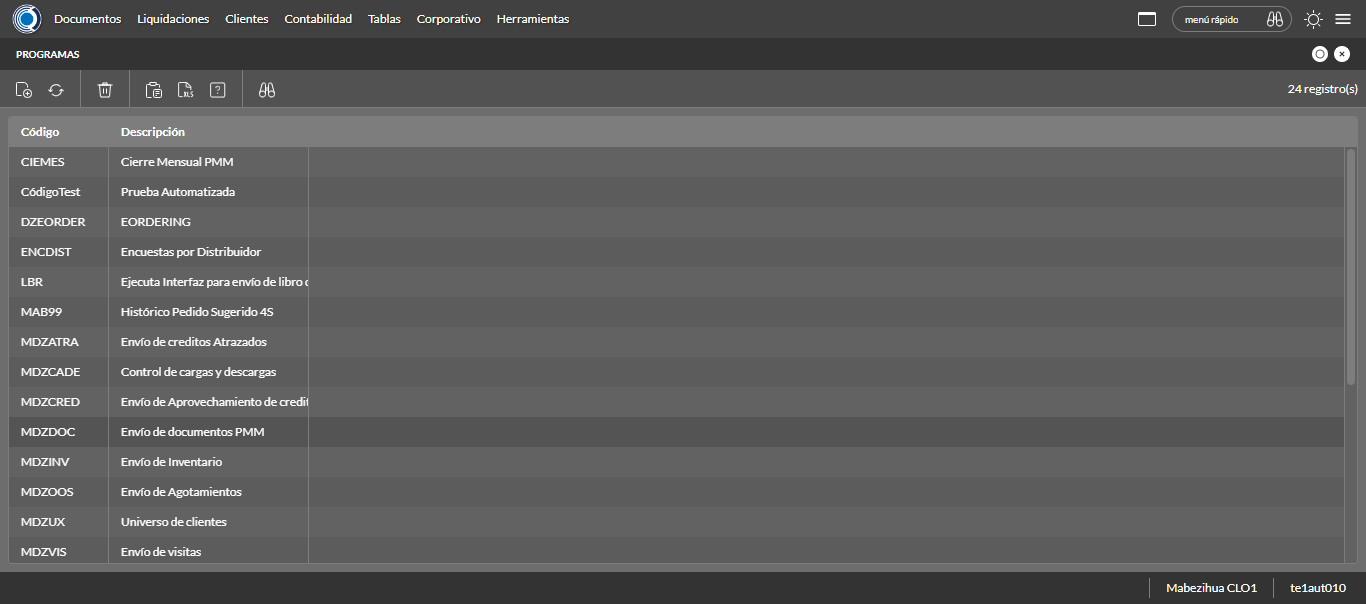 Documentos Liquidaciones Clientes Contabilidad Tablas Corporativo Herramientas menú rápido
PROGRAMAS
XLS ? 24 registro(s)
Código Descripción
CIEMES Cierre Mensual PMM
CódigoTest Prueba Automatizada
DZEORDER EORDERING
ENCDIST Encuestas por Distribuidor
LBR Ejecuta Interfaz para envío de libro
MAB99 Histórico Pedido Sugerido 4S
MDZATRA Envío de creditos Atrazados
MDZCADE Control de cargas y descargas
MDZCRED Envío de Aprovechamiento de credi
MDZDOC Envío de documentos PMM
MDZINV Envío de Inventario
MDZOOS Envío de Agotamientos
MDZUX Universo de clientes
MDZVIS Envío de visitas
Mabezihua CLO1 te1aut010